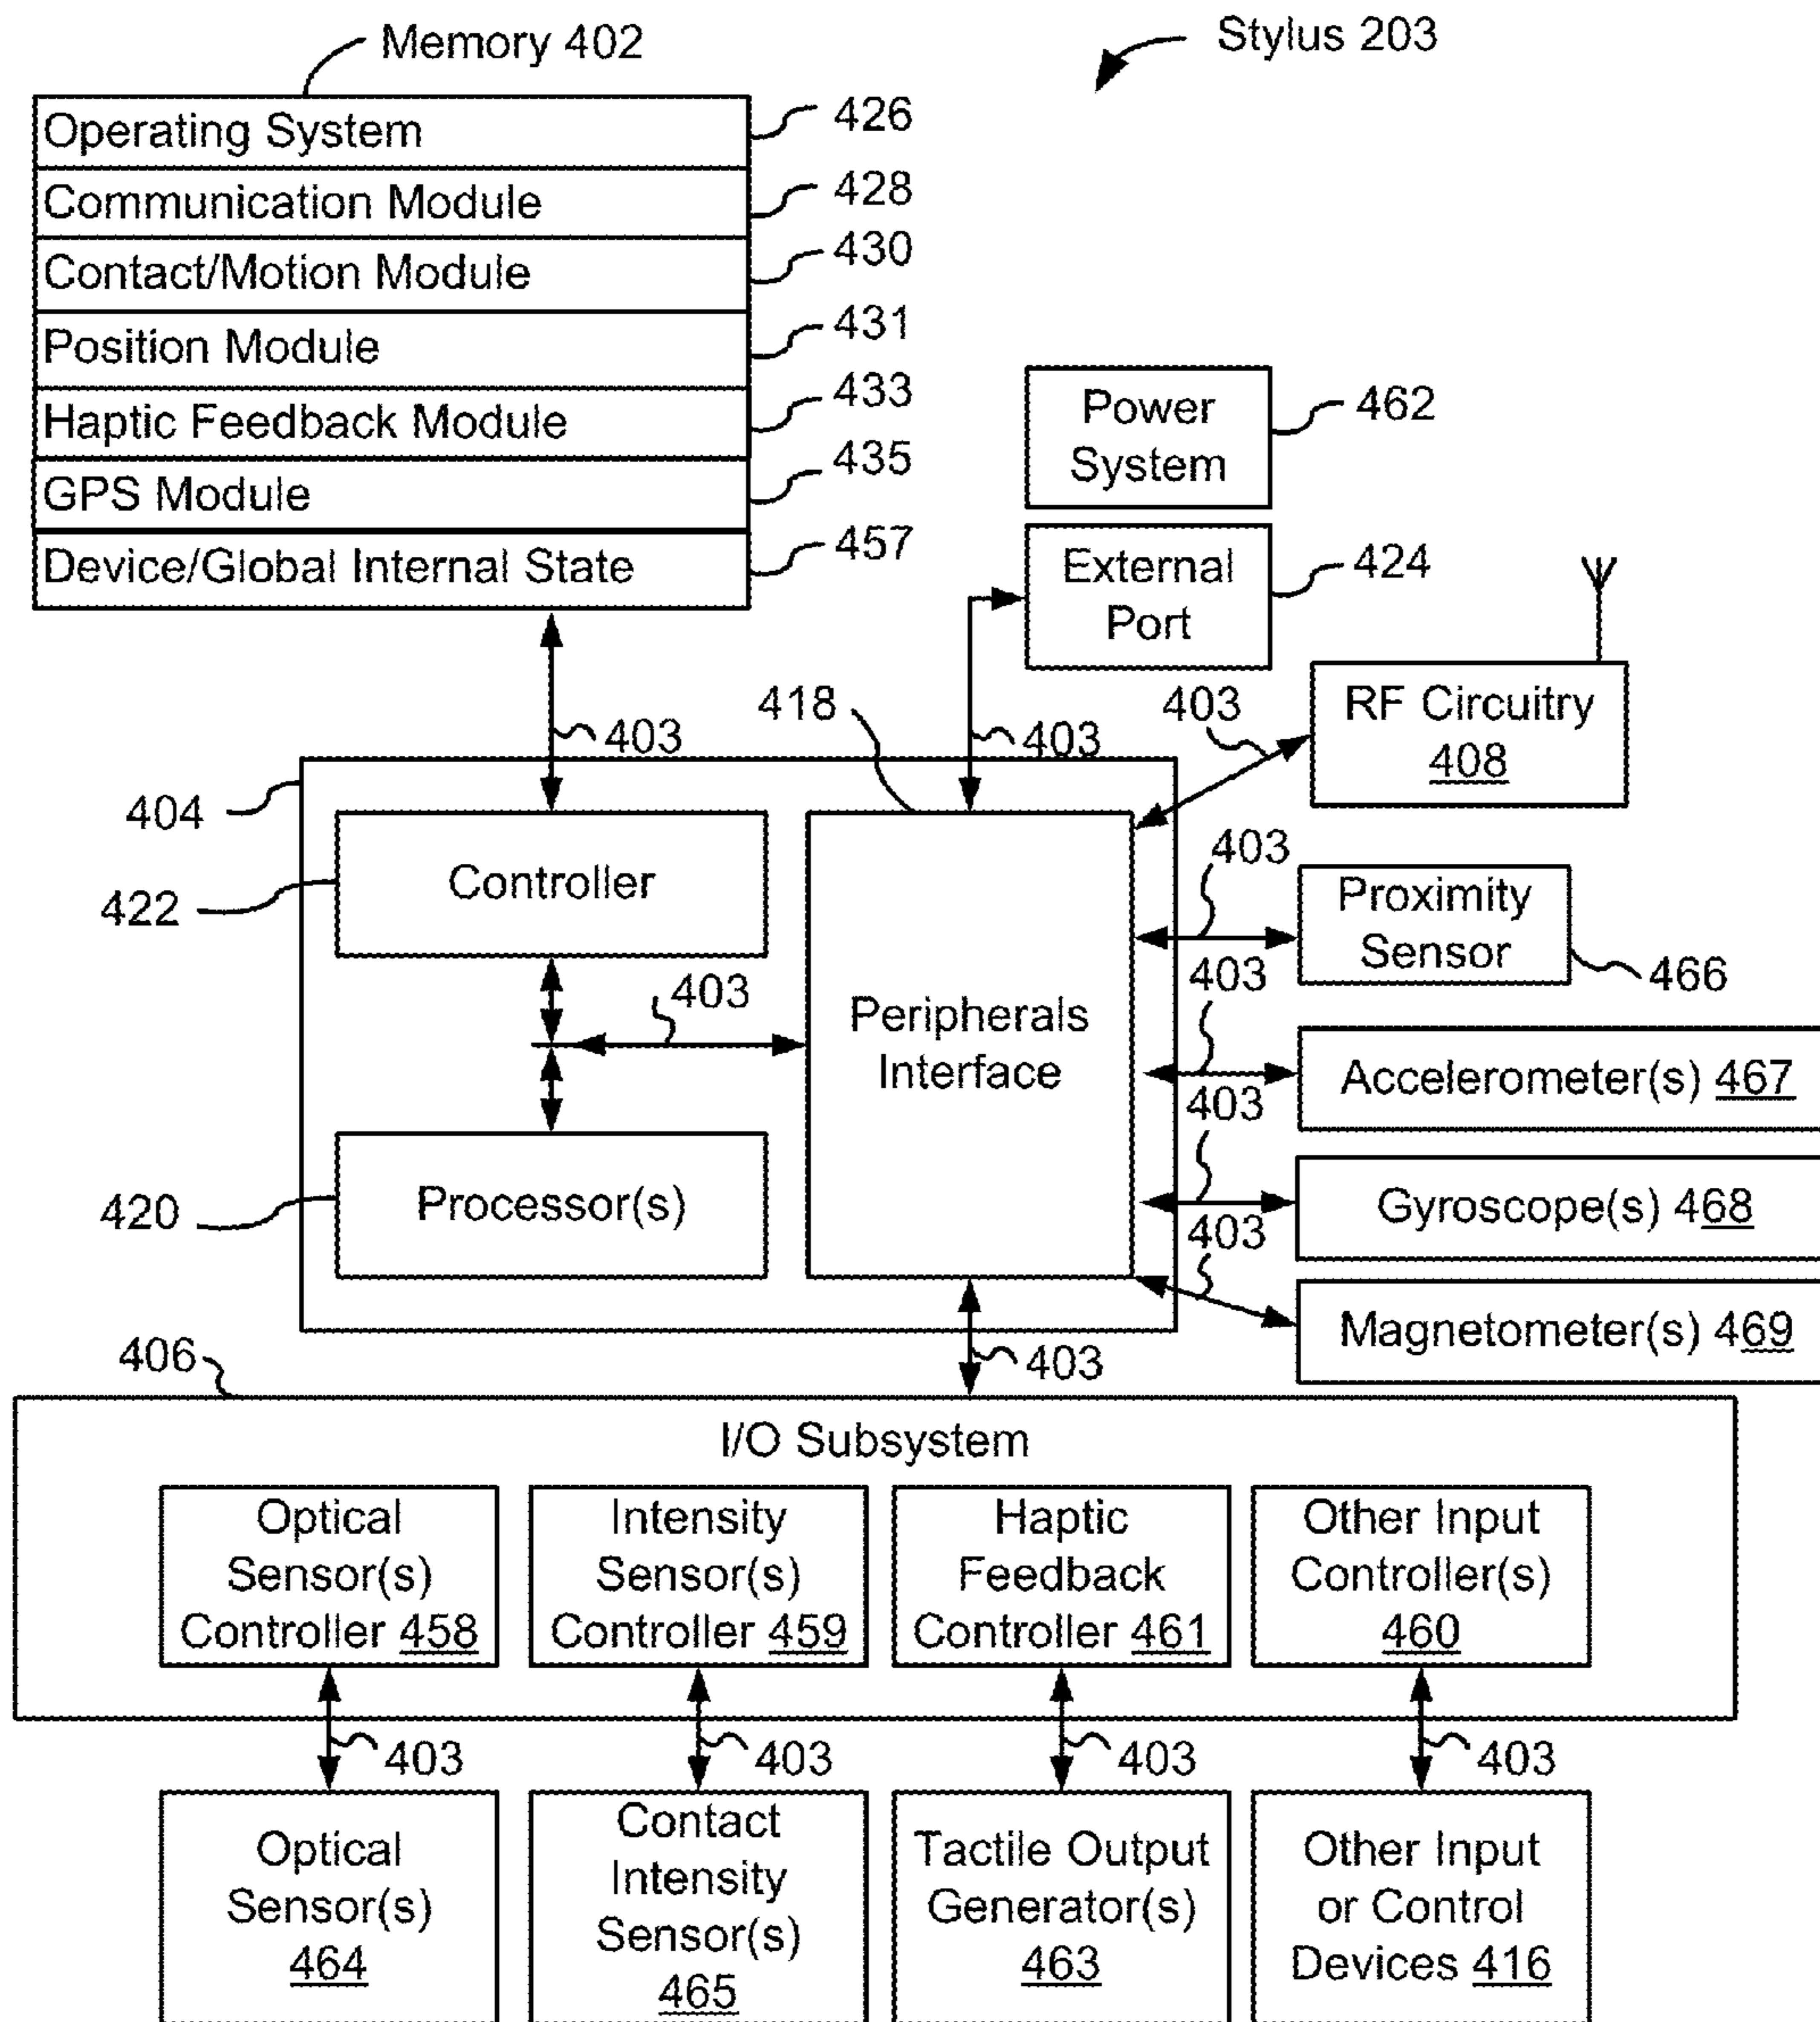 Memory 402
Stylus 203
Operating System
426
Communication Module
428
Contact/Motion Module
430
Position Module
431
Haptic Feedback Module
433
GPS Module
435
Device/Global Internal State
457
Power
System
462
External
Port
424
RF Circuitry
408
403
403
403
418
404
Controller
422
403
Peripherals
Interface
Processor(s)
420
403
Proximity
Sensor
466
403
Accelerometer(s) 467
403
Gyroscope(s) 468
403
Magnetometer(s) 469
403
406
I/O Subsystem
Optical
Sensor(s)
Controller 458
Intensity
Sensor(s)
Controller 459
Haptic
Feedback
Controller 461
Other Input
Controller(s)
460
403
403
403
403
Optical
Sensor(s)
464
Contact
Intensity
Sensor(s)
465
Tactile Output
Generator(s)
463
Other Input
or Control
Devices 416